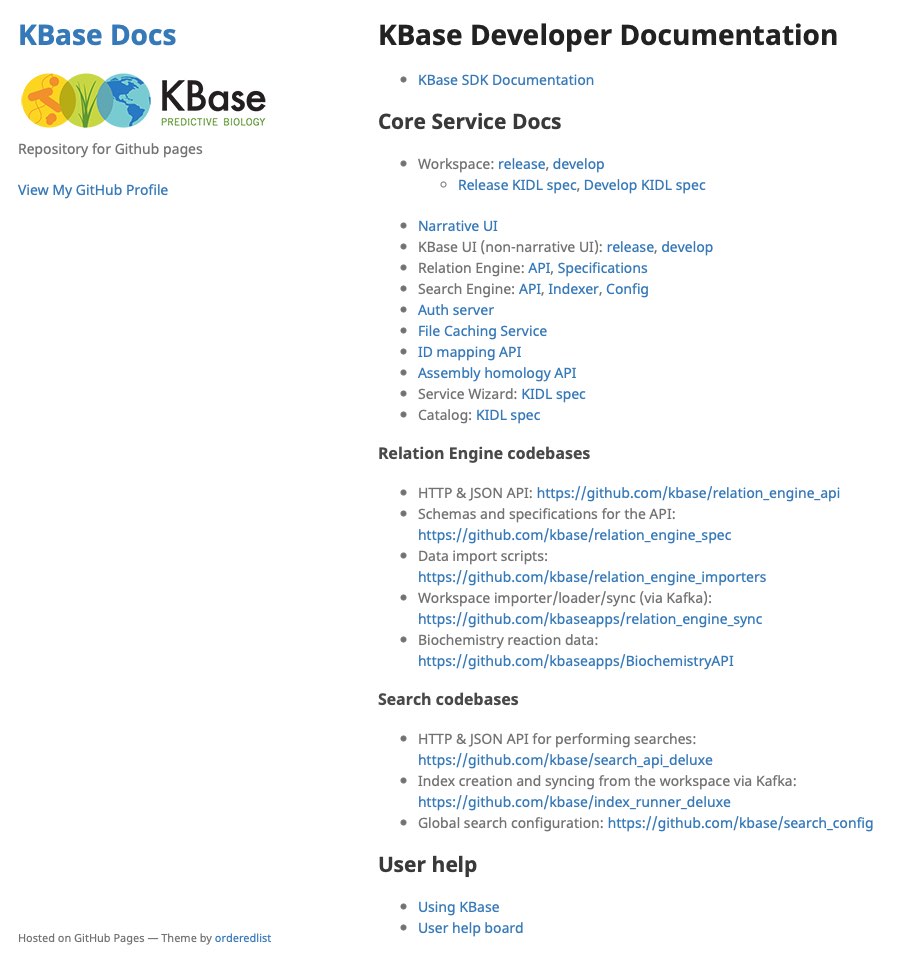 KBase Docs
KBase
PREDICTIVE BIOLOGY
Repository for Github pages
View My GitHub Profile
KBase Developer Documentation
KBase SDK Documentation
Core Service Docs
Workspace: release, develop
Release KIDL spec, Develop KIDL spec
Narrative UI
KBase UI (non-narrative UI): release, develop
Relation Engine: API, Specifications
Search Engine: API, Indexer, Config
Auth server
File Caching Service
ID mapping API
Assembly homology API
Service Wizard: KIDL spec
Catalog: KIDL spec
Relation Engine codebases
HTTP & JSON API: https://github.com/kbase/relation_engine_api
Schemas and specifications for the API:
https://github.com/kbase/relation_engine_spec
Data import scripts:
https://github.com/kbase/relation_engine_importers
Workspace importer/loader/sync (via Kafka):
https://github.com/kbaseapps/relation_engine_sync
Biochemistry reaction data:
https://github.com/kbaseapps/BiochemistryAPI
Search codebases
HTTP & JSON API for performing searches:
https://github.com/kbase/search_api_deluxe
Index creation and syncing from the workspace via Kafka:
https://github.com/kbase/index_runner_deluxe
Global search configuration: https://github.com/kbase/search_config
User help
Using KBase
User help board
Hosted on GitHub Pages — Theme by orderedlist